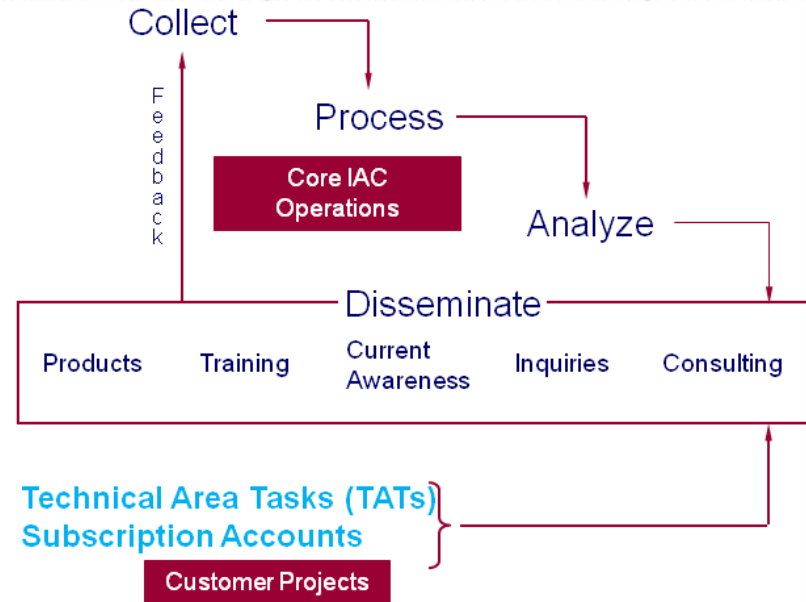 Collect
Feedback
Process
Core IAC
Operations
Analyze
Disseminate
Products
Training
Current
Awareness
Inquiries
Consulting
Technical Area Tasks (TATs)
Subscription Accounts
Customer Projects